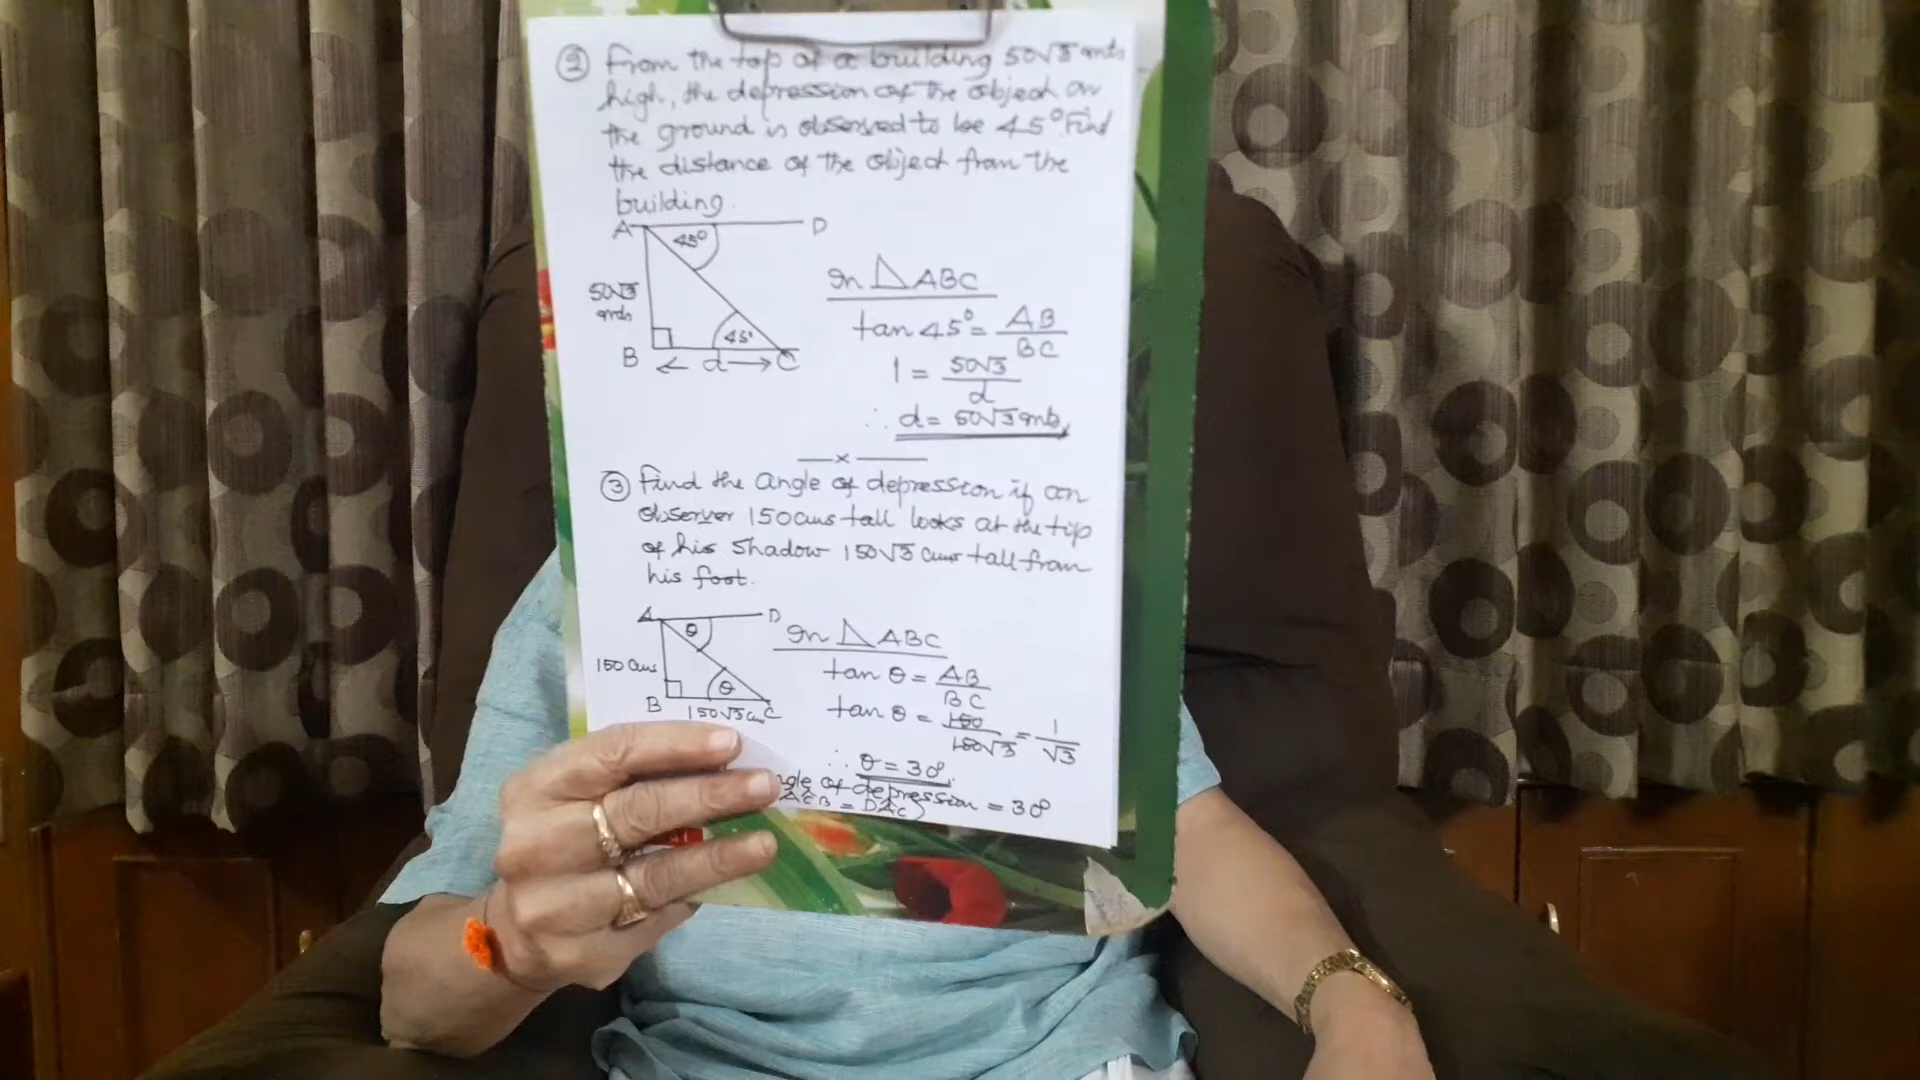 ② From the top of a building 50√3 mts
high, the depression of the object on
the ground is observed to be 45° Find
the distance of the object from the
building.
A D
45°
50√3
mts
45°
B ← d → C
In △ABC
tan 45° = AB/BC
1 = 50√3/d
∴ d = 50√3 mts
—x—
③ Find the angle of depression if an
observer 150 cms tall looks at the tip
of his shadow 150√3 cms tall from
his foot.
A D
θ
150 cms
θ
B 150√3 cms C
In △ABC
tan θ = AB/BC
tan θ = 150/150√3 = 1/√3
∴ θ = 30°
ngle of depression = 30°
AĈB = DÂC)